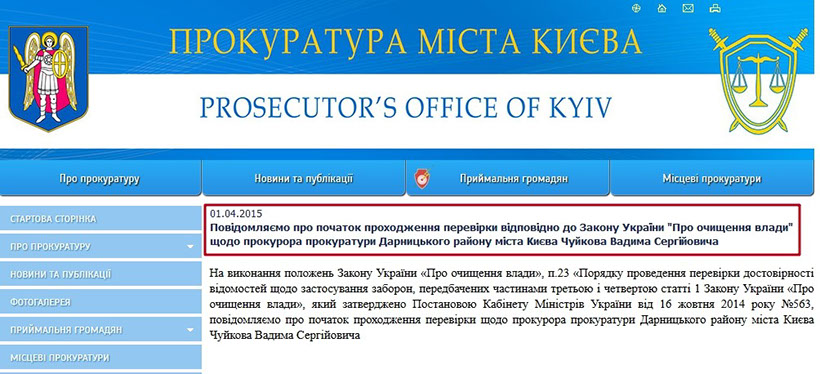 ПРОКУРАТУРА МІСТА КИЄВА
PROSECUTOR'S OFFICE OF KYIV
Про прокуратуру
Новини та публікації
Приймальня громадян
Місцеві прокуратури
СТАРТОВА СТОРІНКА
ПРО ПРОКУРАТУРУ
НОВИНИ ТА ПУБЛІКАЦІЇ
ФОТОГАЛЕРЕЯ
ПРИЙМАЛЬНЯ ГРОМАДЯН
МІСЦЕВІ ПРОКУРАТУРИ
01.04.2015
Повідомляємо про початок проходження перевірки відповідно до Закону України "Про очищення влади"
щодо прокурора прокуратури Дарницького району міста Києва Чуйкова Вадима Сергійовича
На виконання положень Закону України «Про очищення влади», п.23 «Порядку проведення перевірки достовірності
відомостей щодо застосування заборон, передбачених частинами третьою і четвертою статті 1 Закону України «Про
очищення влади», який затверджено Постановою Кабінету Міністрів України від 16 жовтня 2014 року №563,
повідомляємо про початок проходження перевірки щодо прокурора прокуратури Дарницького району міста Києва
Чуйкова Вадима Сергійовича